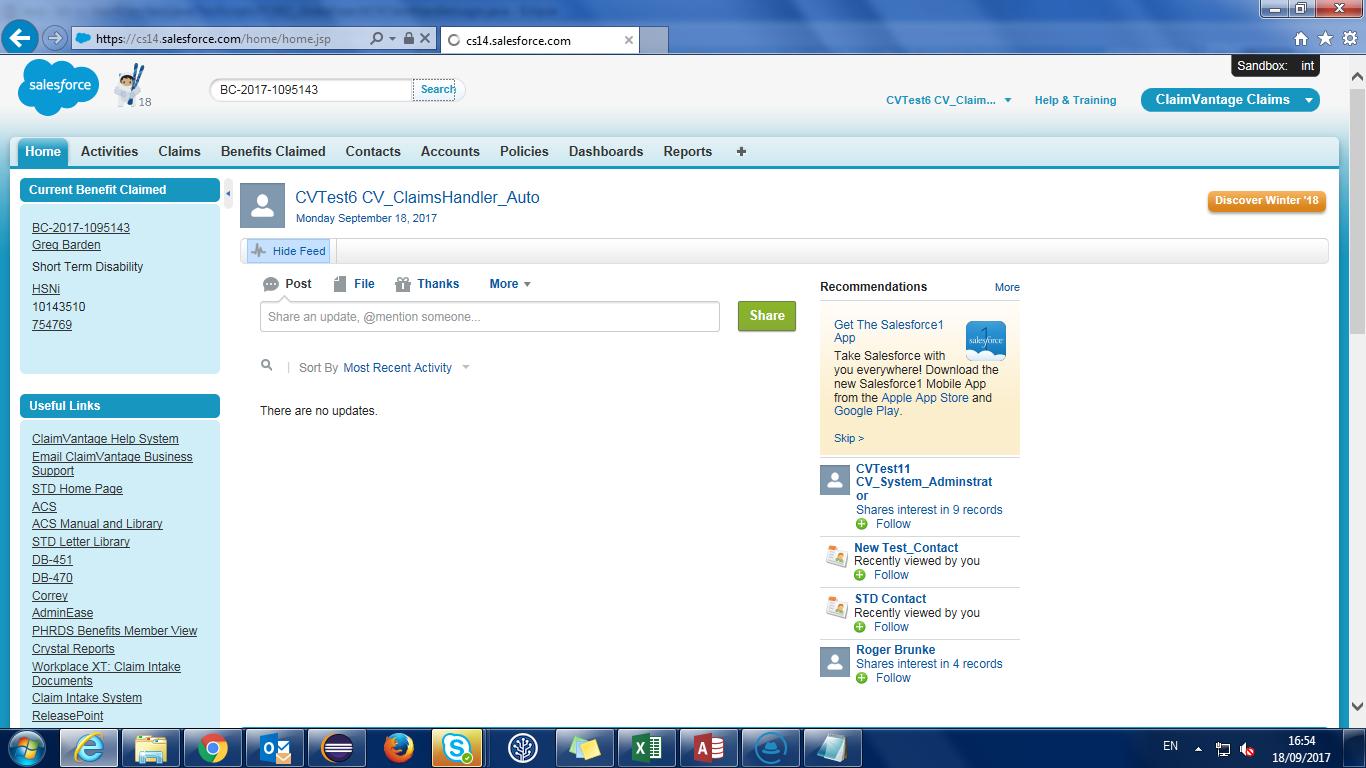 https://cs14.salesforce.com/home/home.jsp
cs14.salesforce.com
Sandbox: int
salesforce
18
BC-2017-1095143
Search
CVTest6 CV_Claim...
Help & Training
ClaimVantage Claims
Home
Activities
Claims
Benefits Claimed
Contacts
Accounts
Policies
Dashboards
Reports
Current Benefit Claimed
BC-2017-1095143
Greg Barden
Short Term Disability
HSNi
10143510
754769
Useful Links
ClaimVantage Help System
Email ClaimVantage Business
Support
STD Home Page
ACS
ACS Manual and Library
STD Letter Library
DB-451
DB-470
Correy
AdminEase
PHRDS Benefits Member View
Crystal Reports
Workplace XT: Claim Intake
Documents
Claim Intake System
ReleasePoint
CVTest6 CV_ClaimsHandler_Auto
Monday September 18, 2017
Discover Winter '18
Hide Feed
Post
File
Thanks
More
Share an update, @mention someone...
Share
Sort By Most Recent Activity
There are no updates.
Recommendations
More
Get The Salesforce1
App
salesforce
Take Salesforce with
you everywhere! Download the
new Salesforce1 Mobile App
from the Apple App Store and
Google Play.
Skip >
CVTest11
CV_System_Adminstrat
or
Shares interest in 9 records
Follow
New Test_Contact
Recently viewed by you
Follow
STD Contact
Recently viewed by you
Follow
Roger Brunke
Shares interest in 4 records
Follow
EN
16:54
18/09/2017